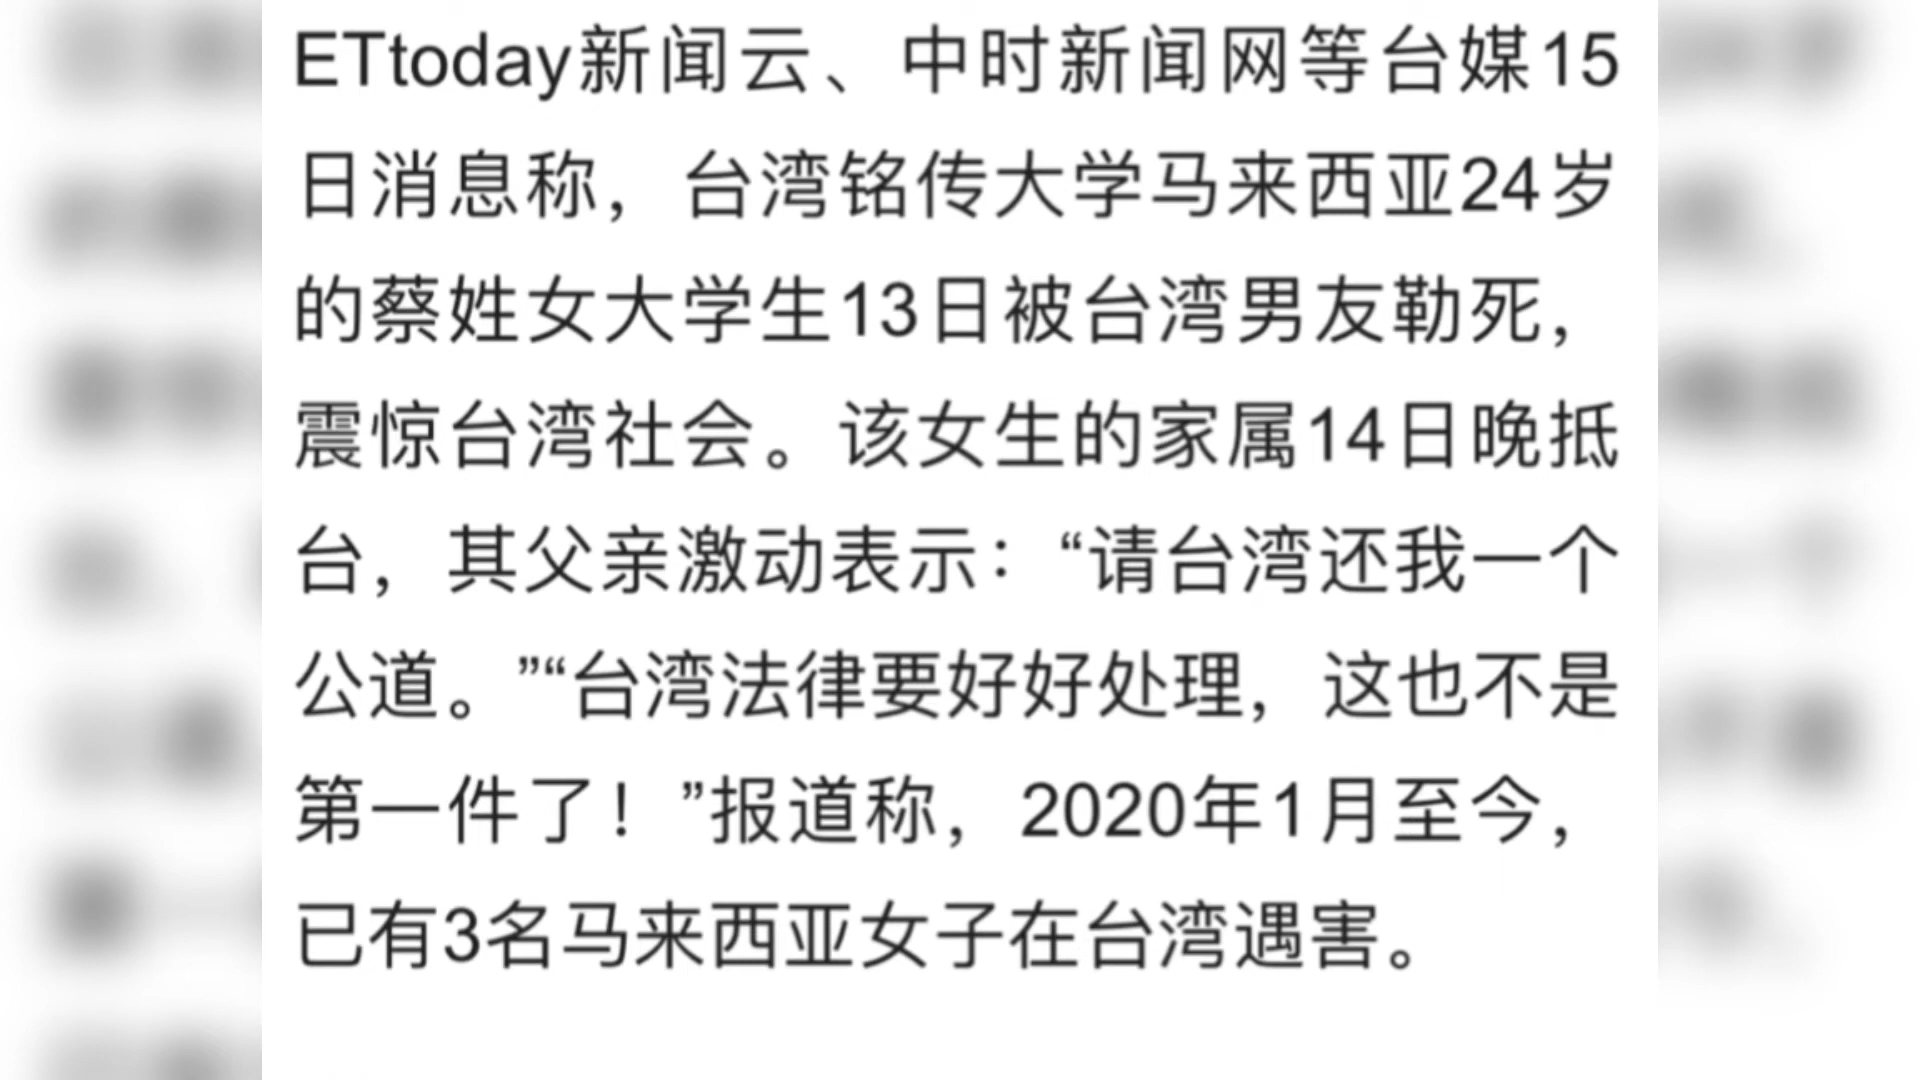 ETtoday新闻云、中时新闻网等台媒15
日消息称，台湾铭传大学马来西亚24岁
的蔡姓女大学生13日被台湾男友勒死，
震惊台湾社会。该女生的家属14日晚抵
台，其父亲激动表示：“请台湾还我一个
公道。”“台湾法律要好好处理，这也不是
第一件了！”报道称，2020年1月至今，
已有3名马来西亚女子在台湾遇害。